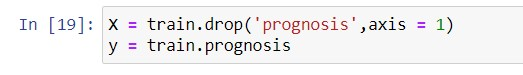 In [19]: X = train.drop('prognosis',axis = 1)
y = train.prognosis